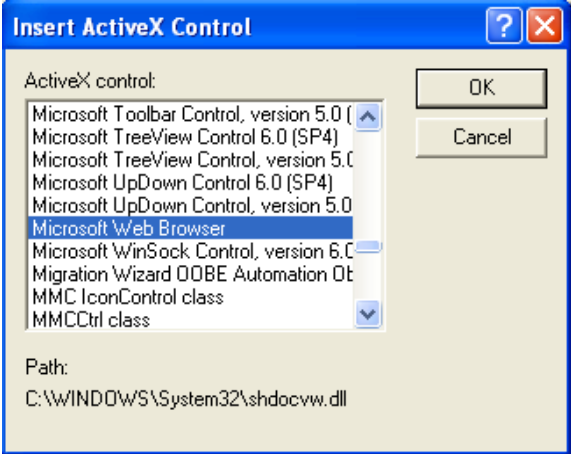 Insert ActiveX Control
ActiveX control:
OK
Microsoft Toolbar Control, version 5.0 (
Microsoft TreeView Control 6.0 (SP4)
Cancel
Microsoft TreeView Control, version 5.0
Microsoft UpDown Control 6.0 (SP4)
Microsoft UpDown Control, version 5.0
Microsoft Web Browser
Microsoft WinSock Control, version 6.0
Migration Wizard OOBE Automation Ob
MMC IconControl class
MMCCtrl class
Path:
C:\WINDOWS\System32\shdocvw.dll